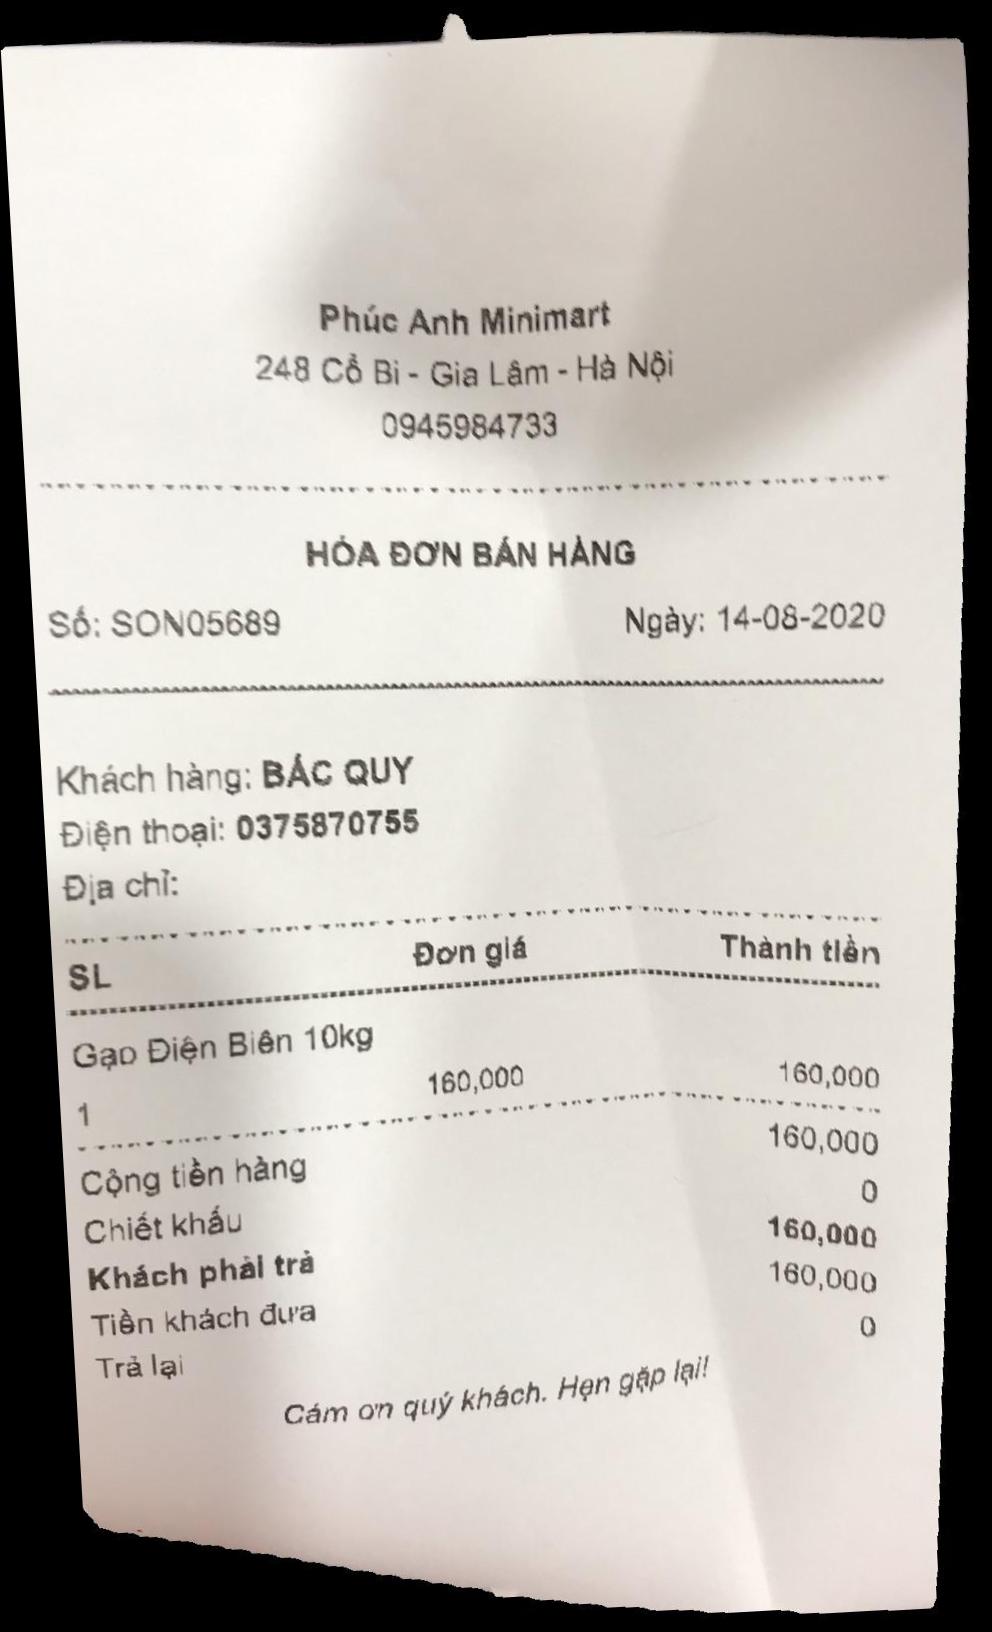 Phúc Anh Minimart
248 Cổ Bi - Gia Lâm - Hà Nội
0945984733
HÓA ĐƠN BÁN HÀNG
Số: SON05689 Ngày: 14-08-2020
Khách hàng: BÁC QUY
Điện thoại: 0375870755
Địa chỉ:
SL Đơn giá Thành tiền
Gạo Điện Biên 10kg
1 160,000 160,000
Cộng tiền hàng 160,000
Chiết khấu 0
Khách phải trả 160,000
Tiền khách đưa 160,000
Trả lại 0
Cám ơn quý khách. Hẹn gặp lại!